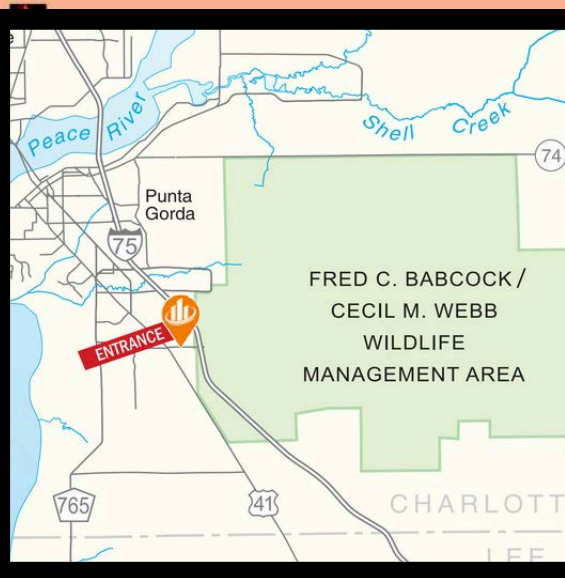 Peace River
Shell Creek
74
Punta
Gorda
75
FRED C. BABCOCK /
CECIL M. WEBB
WILDLIFE
MANAGEMENT AREA
ENTRANCE
765
41
CHARLOTT
LEE